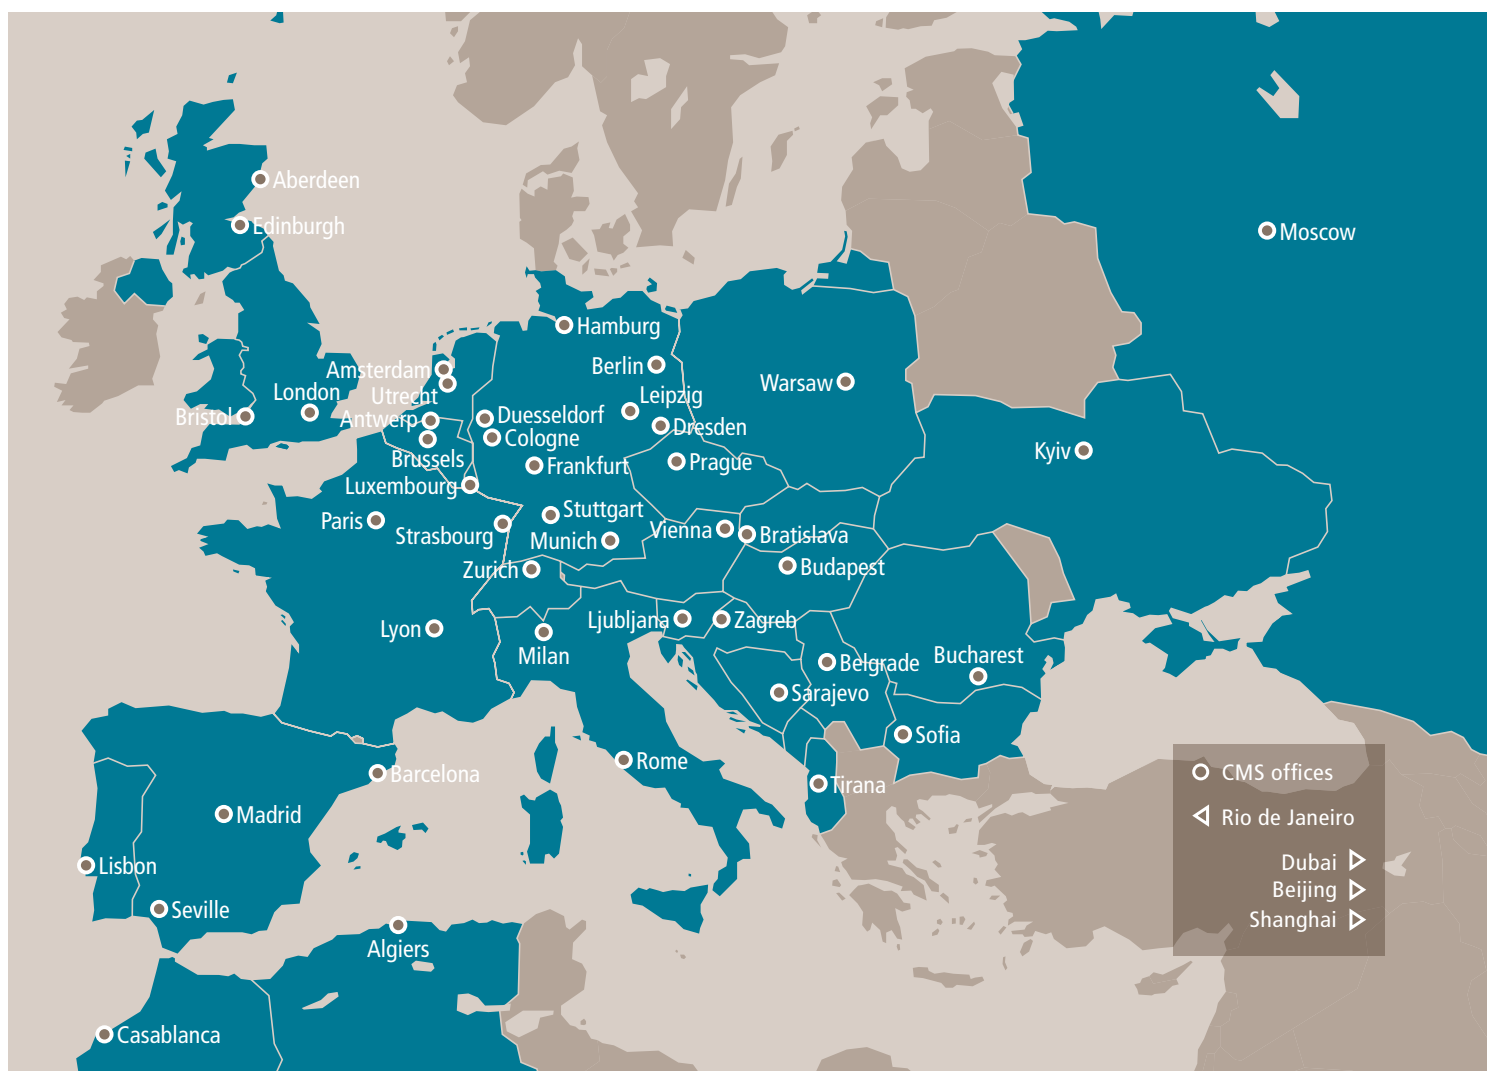 Aberdeen
Edinburgh
Moscow
Hamburg
Berlin
Amsterdam
Utrecht
London
Bristol
Antwerp
Brussels
Leipzig
Duesseldorf
Dresden
Cologne
Warsaw
Kyiv
Frankfurt
Prague
Luxembourg
Paris
Strasbourg
Stuttgart
Munich
Vienna
Bratislava
Zurich
Budapest
Lyon
Milan
Ljubljana
Zagreb
Belgrade
Bucharest
Sarajevo
Sofia
Rome
Tirana
Barcelona
Madrid
Lisbon
Seville
Algiers
Casablanca
CMS offices
Rio de Janeiro
Dubai
Beijing
Shanghai